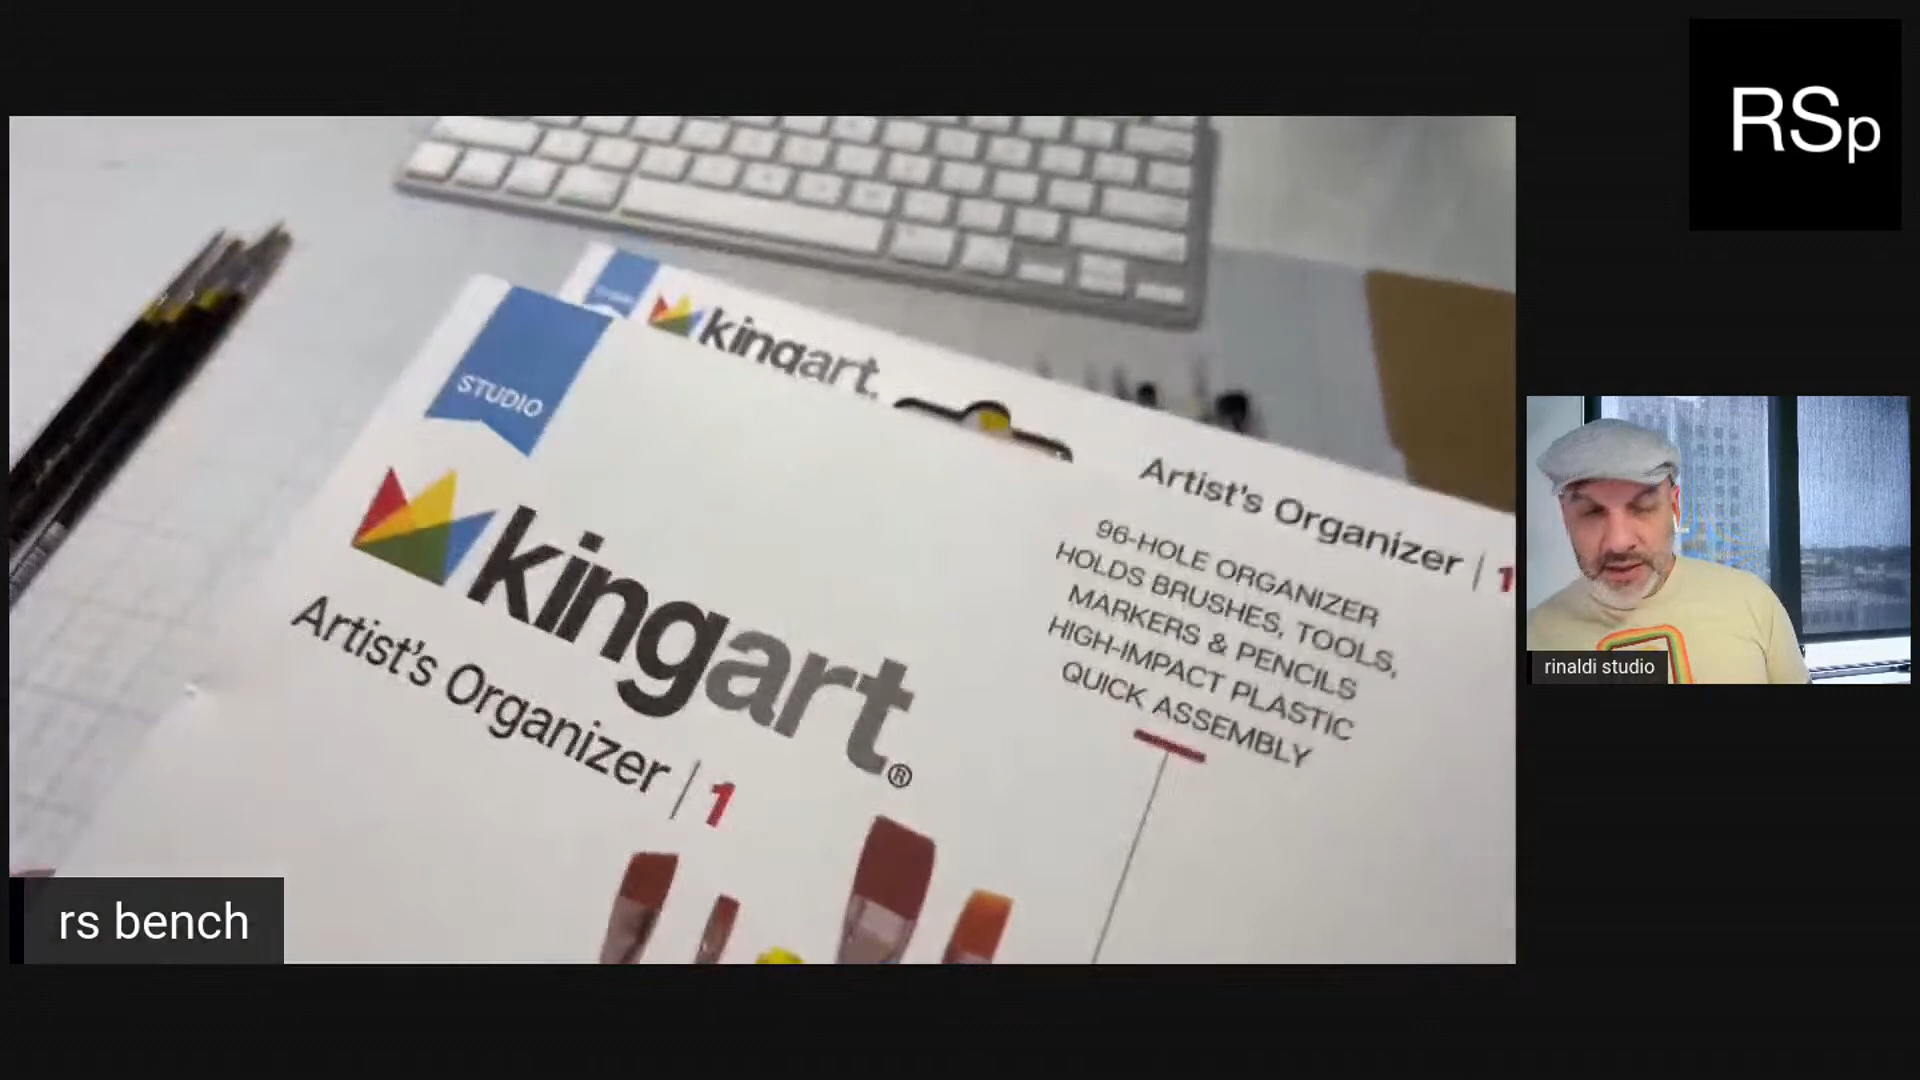 RSp
STUDIO
kingart.
Artist's Organizer | 1
96-HOLE ORGANIZER
HOLDS BRUSHES, TOOLS,
MARKERS & PENCILS
HIGH-IMPACT PLASTIC
QUICK ASSEMBLY
STUDIO
kingart®
Artist's Organizer | 1
rs bench
rinaldi studio